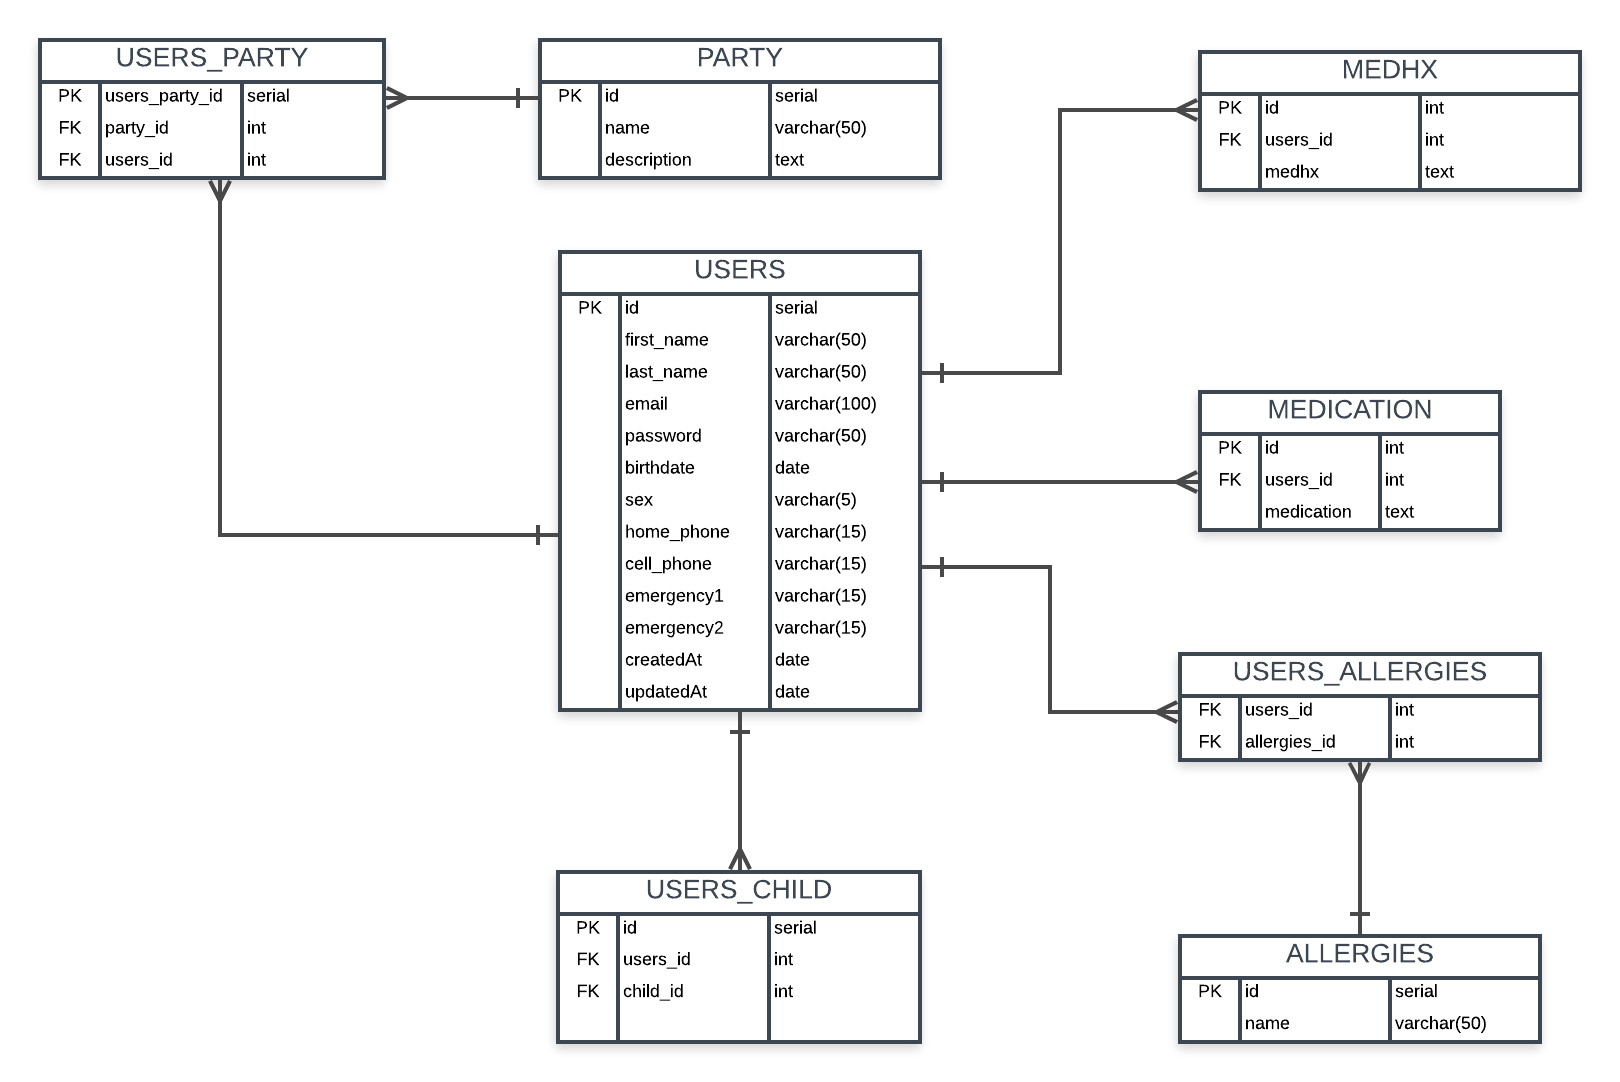 USERS_PARTY
PK users_party_id serial
FK party_id int
FK users_id int
PARTY
PK id serial
name varchar(50)
description text
MEDHX
PK id int
FK users_id int
medhx text
USERS
PK id serial
first_name varchar(50)
last_name varchar(50)
email varchar(100)
password varchar(50)
birthdate date
sex varchar(5)
home_phone varchar(15)
cell_phone varchar(15)
emergency1 varchar(15)
emergency2 varchar(15)
createdAt date
updatedAt date
MEDICATION
PK id int
FK users_id int
medication text
USERS_ALLERGIES
FK users_id int
FK allergies_id int
USERS_CHILD
PK id serial
FK users_id int
FK child_id int
ALLERGIES
PK id serial
name varchar(50)